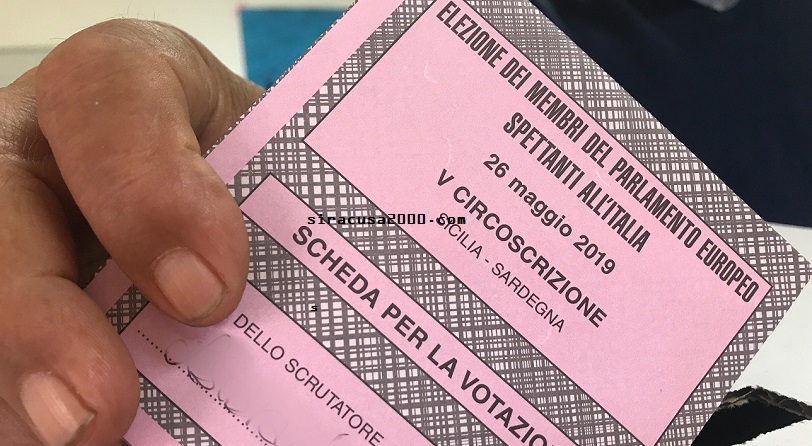 ELEZIONE DEI MEMBRI DEL PARLAMENTO EUROPEO
SPETTANTI ALL'ITALIA
26 maggio 2019
V CIRCOSCRIZIONE
SICILIA - SARDEGNA
siracusa2000.com
SCHEDA PER LA VOTAZIO
s
DELLO SCRUTATORE